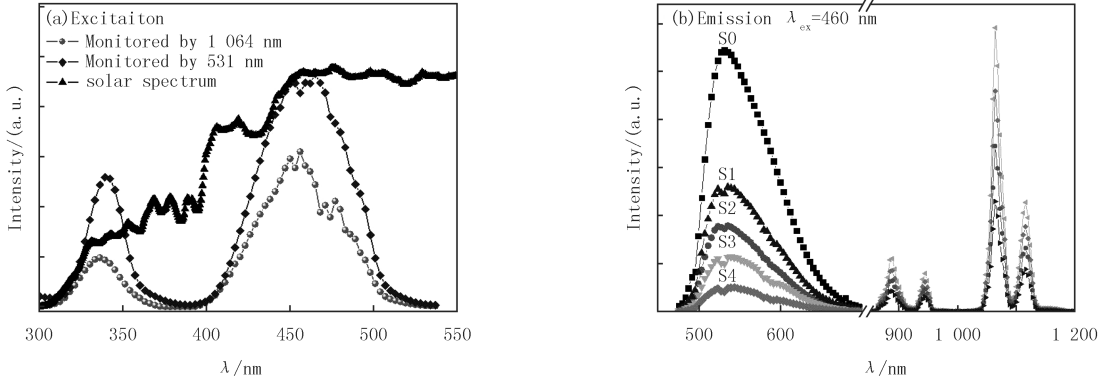 (a)Excitaiton
Monitored by 1 064 nm
Monitored by 531 nm
solar spectrum
Intensity/(a.u.)
300 350 400 450 500 550
λ/nm
(b)Emission λex=460 nm
S0
S1
S2
S3
S4
Intensity/(a.u.)
500 600 900 1 000 1 200
λ/nm